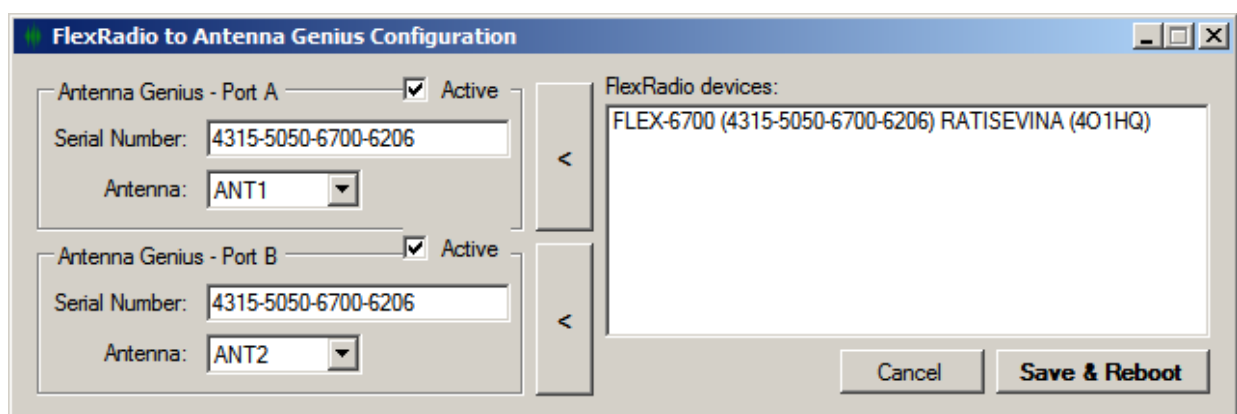 FlexRadio to Antenna Genius Configuration
Antenna Genius - Port A
Active
Serial Number:
4315-5050-6700-6206
Antenna:
ANT1
<
Antenna Genius - Port B
Active
Serial Number:
4315-5050-6700-6206
Antenna:
ANT2
<
FlexRadio devices:
FLEX-6700 (4315-5050-6700-6206) RATISEVINA (4O1HQ)
Cancel
Save & Reboot